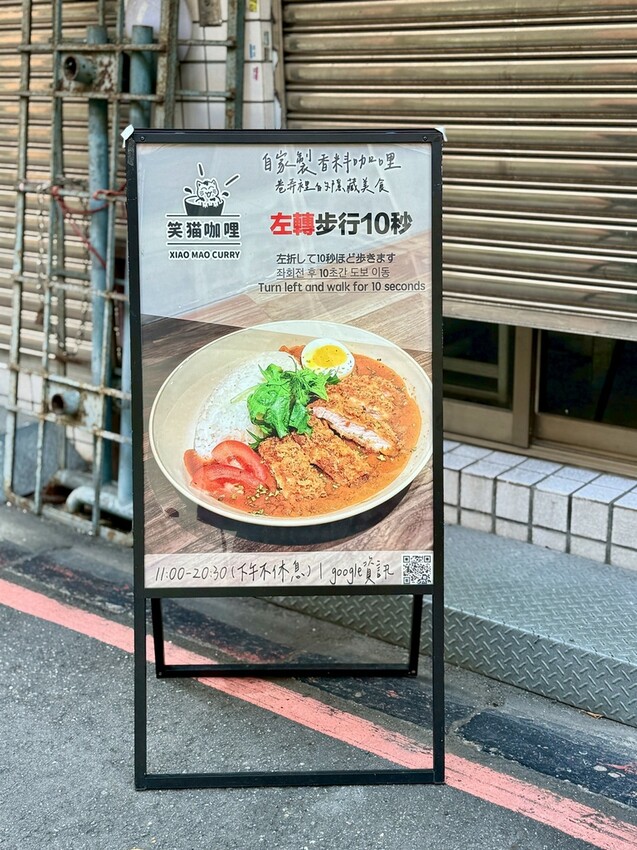 自家製香料咖哩
巷弄裡的隱藏美食
笑猫咖哩
XIAO MAO CURRY
左轉步行10秒
左折して10秒ほど歩きます
좌회전 후 10초간 도보 이동
Turn left and walk for 10 seconds
11:00-20:30(下午不休息) | google資訊